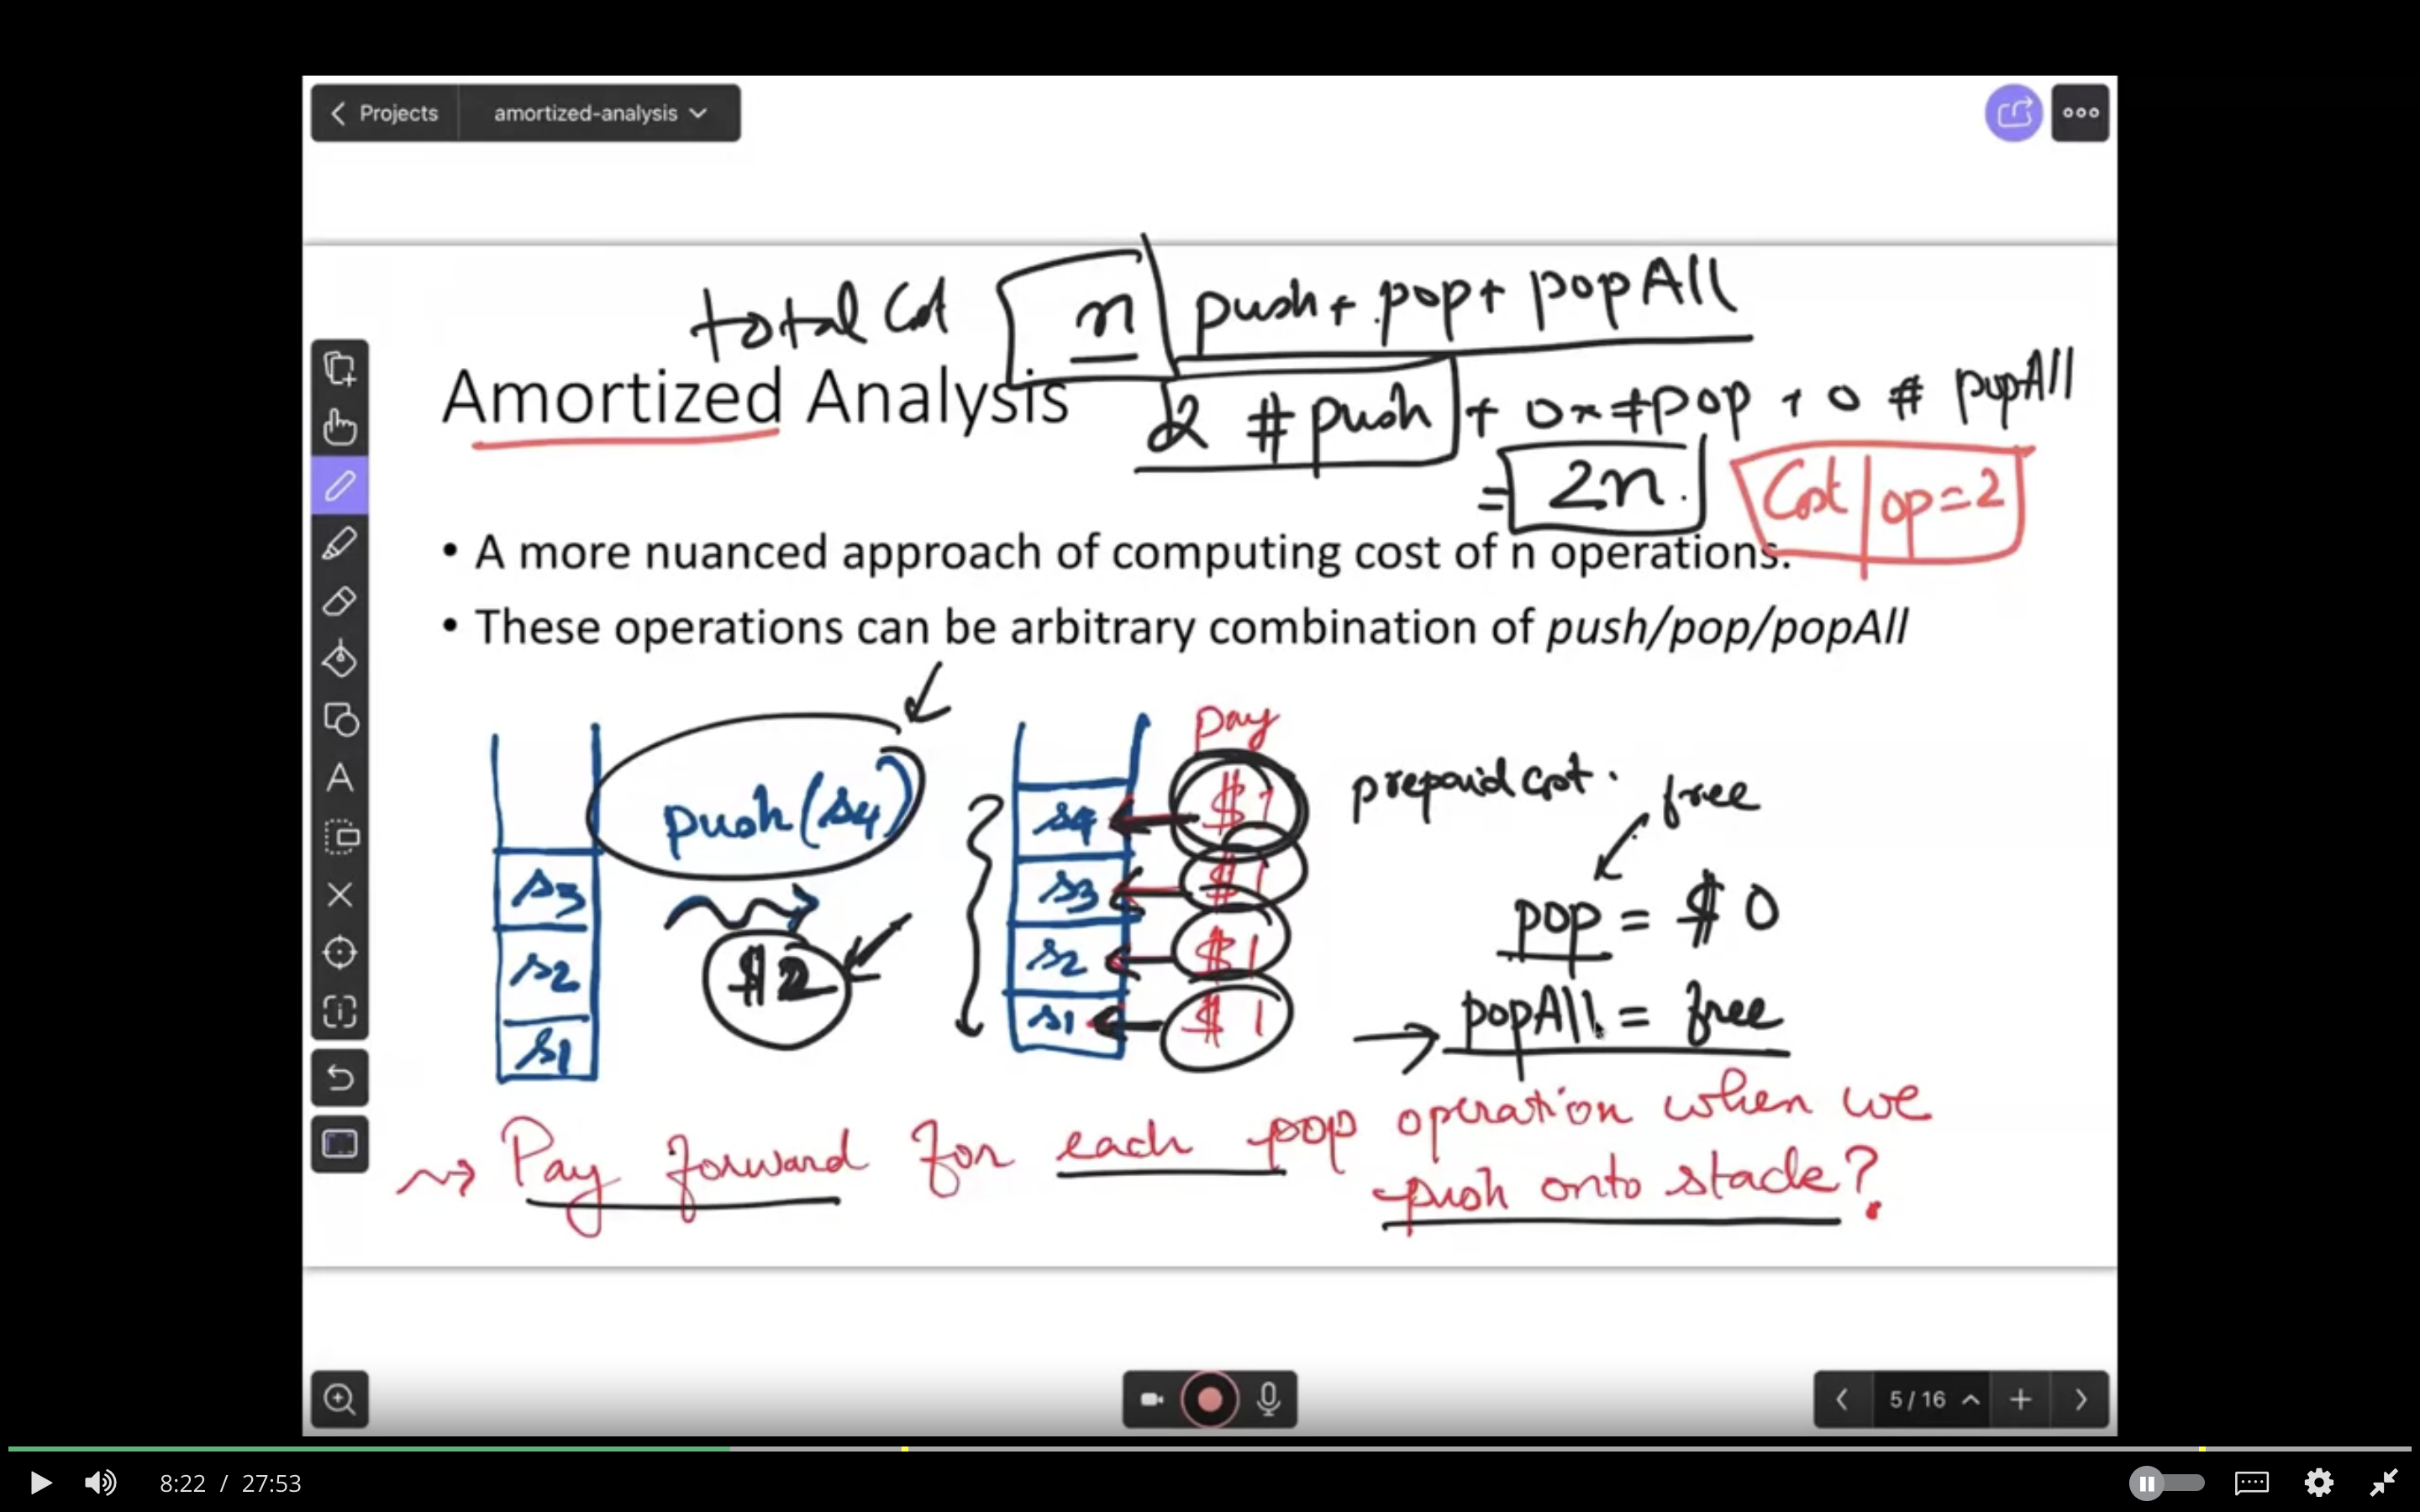 Projects amortized-analysis
total Cost n push + pop + popAll
Amortized Analysis
2 #push + 0 * #pop + 0 # popAll
= 2n. Cost/op=2
• A more nuanced approach of computing cost of n operations.
• These operations can be arbitrary combination of push/pop/popAll
push(s4)
s3
s2
s1
$2
pay
s4 $1
s3 $1
s2 $1
s1 $1
prepaid cost.
free
pop = $0
popAll = free
Pay forward for each pop operation when we
push onto stack?
5 / 16
8:22 / 27:53